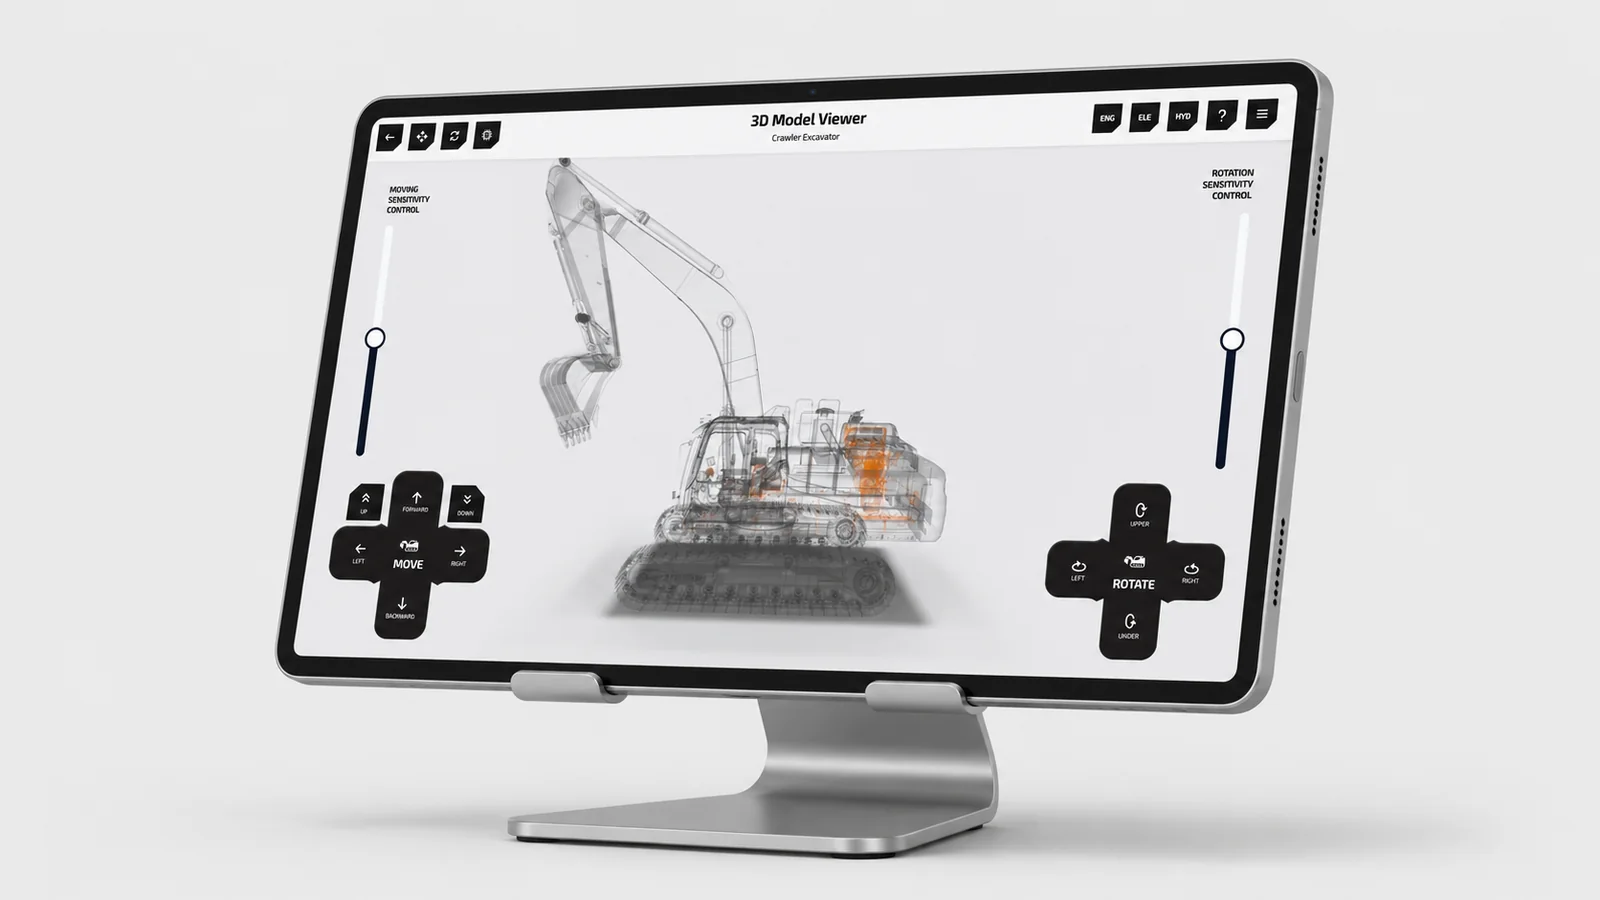 3D Model Viewer
Crawler Excavator
ENG
ELE
HYD
?
MOVING
SENSITIVITY
CONTROL
ROTATION
SENSITIVITY
CONTROL
UP
FORWARD
DOWN
LEFT
MOVE
RIGHT
BACKWARD
UPPER
LEFT
ROTATE
RIGHT
UNDER